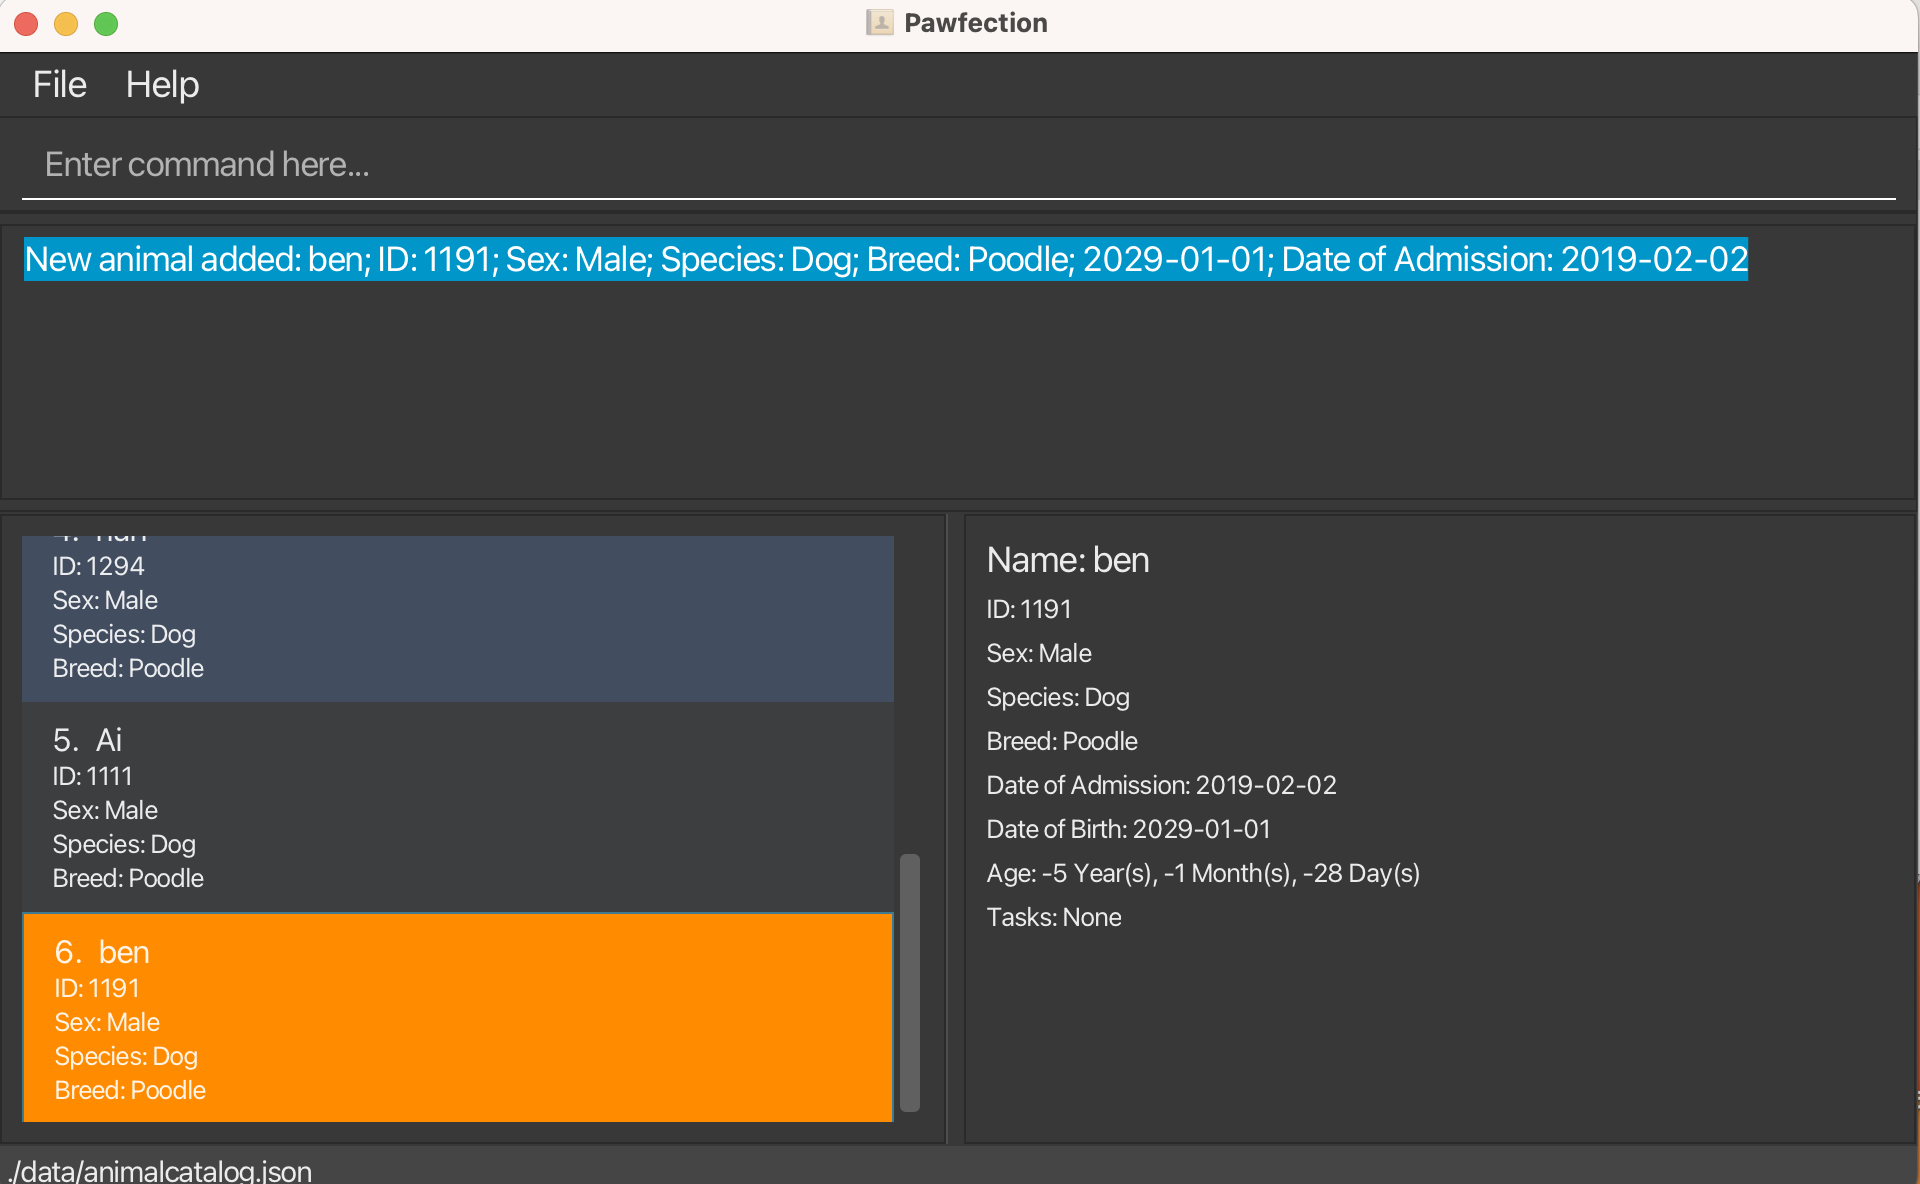 Pawfection
File Help
Enter command here...
New animal added: ben; ID: 1191; Sex: Male; Species: Dog; Breed: Poodle; 2029-01-01; Date of Admission: 2019-02-02
4.
ID: 1294
Sex: Male
Species: Dog
Breed: Poodle
5. Ai
ID: 1111
Sex: Male
Species: Dog
Breed: Poodle
6. ben
ID: 1191
Sex: Male
Species: Dog
Breed: Poodle
Name: ben
ID: 1191
Sex: Male
Species: Dog
Breed: Poodle
Date of Admission: 2019-02-02
Date of Birth: 2029-01-01
Age: -5 Year(s), -1 Month(s), -28 Day(s)
Tasks: None
./data/animalcatalog.json